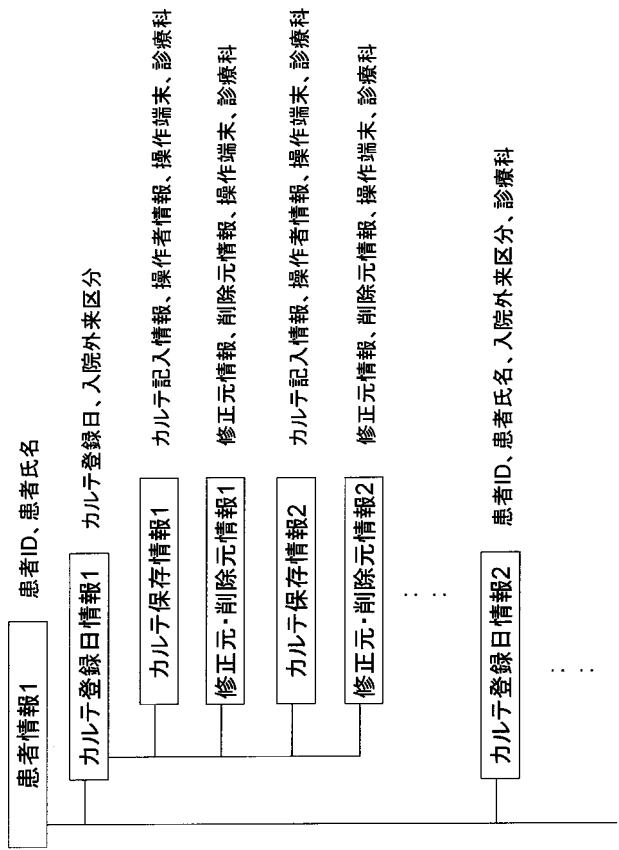 患者情報1 患者ID、患者氏名
カルテ登録日情報1 カルテ登録日、入院外来区分
カルテ保存情報1 カルテ記入情報、操作者情報、操作端末、診療科
修正元・削除元情報1 修正元情報、削除元情報、操作端末、診療科
カルテ保存情報2 カルテ記入情報、操作者情報、操作端末、診療科
修正元・削除元情報2 修正元情報、削除元情報、操作端末、診療科
: :
カルテ登録日情報2 患者ID、患者氏名、入院外来区分、診療科
: :